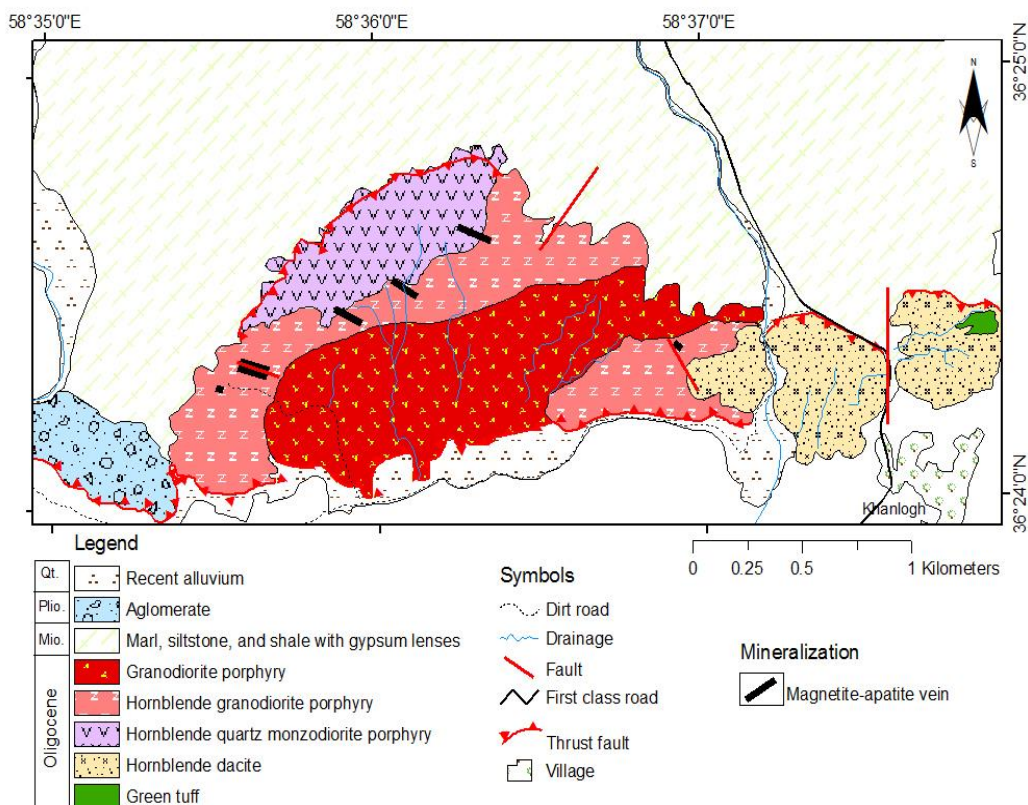 58°35'0"E
58°36'0"E
58°37'0"E
36°25'0"N
N
S
36°24'0"N
Khanlogh
Legend
Qt.
Recent alluvium
Plio.
Aglomerate
Mio.
Marl, siltstone, and shale with gypsum lenses
Oligocene
Granodiorite porphyry
Hornblende granodiorite porphyry
Hornblende quartz monzodiorite porphyry
Hornblende dacite
Green tuff
0 0.25 0.5 1 Kilometers
Symbols
Dirt road
Drainage
Fault
First class road
Thrust fault
Village
Mineralization
Magnetite-apatite vein